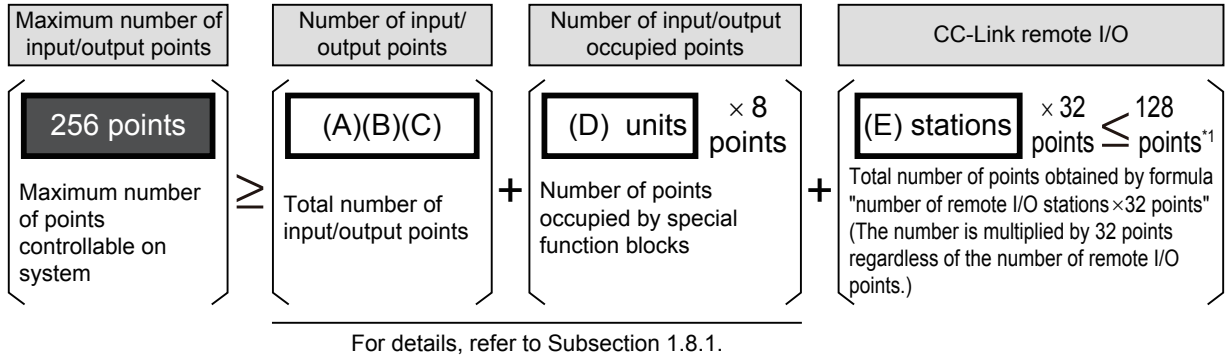 Maximum number of
input/output points
Number of input/
output points
Number of input/output
occupied points
CC-Link remote I/O
256 points
Maximum number
of points
controllable on
system
≥
(A)(B)(C)
Total number of
input/output points
+
(D) units × 8
points
Number of points
occupied by special
function blocks
+
(E) stations × 32
points ≤ 128
points*1
Total number of points obtained by formula
"number of remote I/O stations×32 points"
(The number is multiplied by 32 points
regardless of the number of remote I/O
points.)
For details, refer to Subsection 1.8.1.